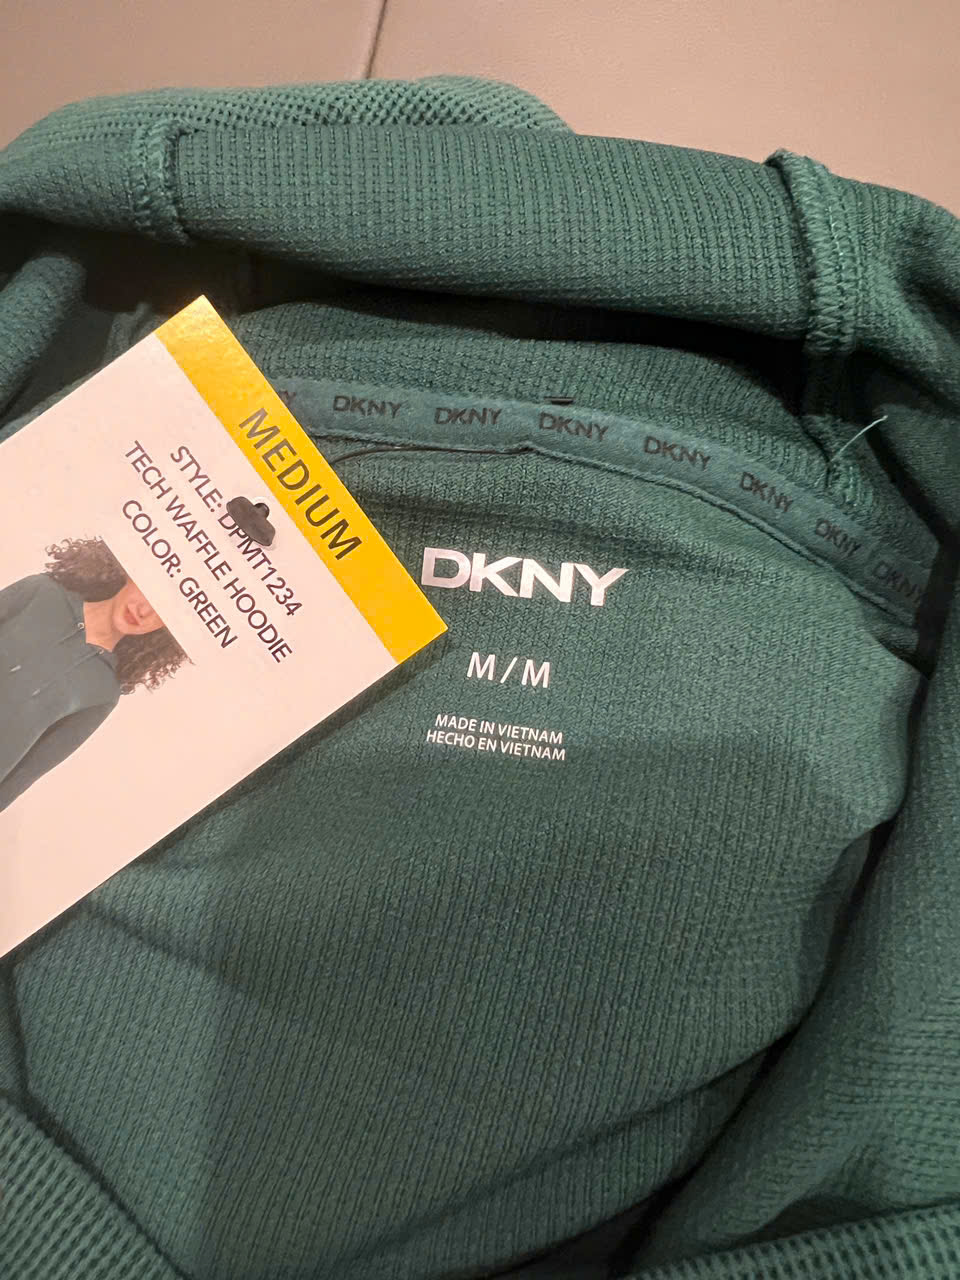 DKNY DKNY DKNY DKNY DKNY DKNY DKNY
MEDIUM
STYLE: DPMT1234
TECH WAFFLE HOODIE
COLOR: GREEN
DKNY
M / M
MADE IN VIETNAM
HECHO EN VIETNAM